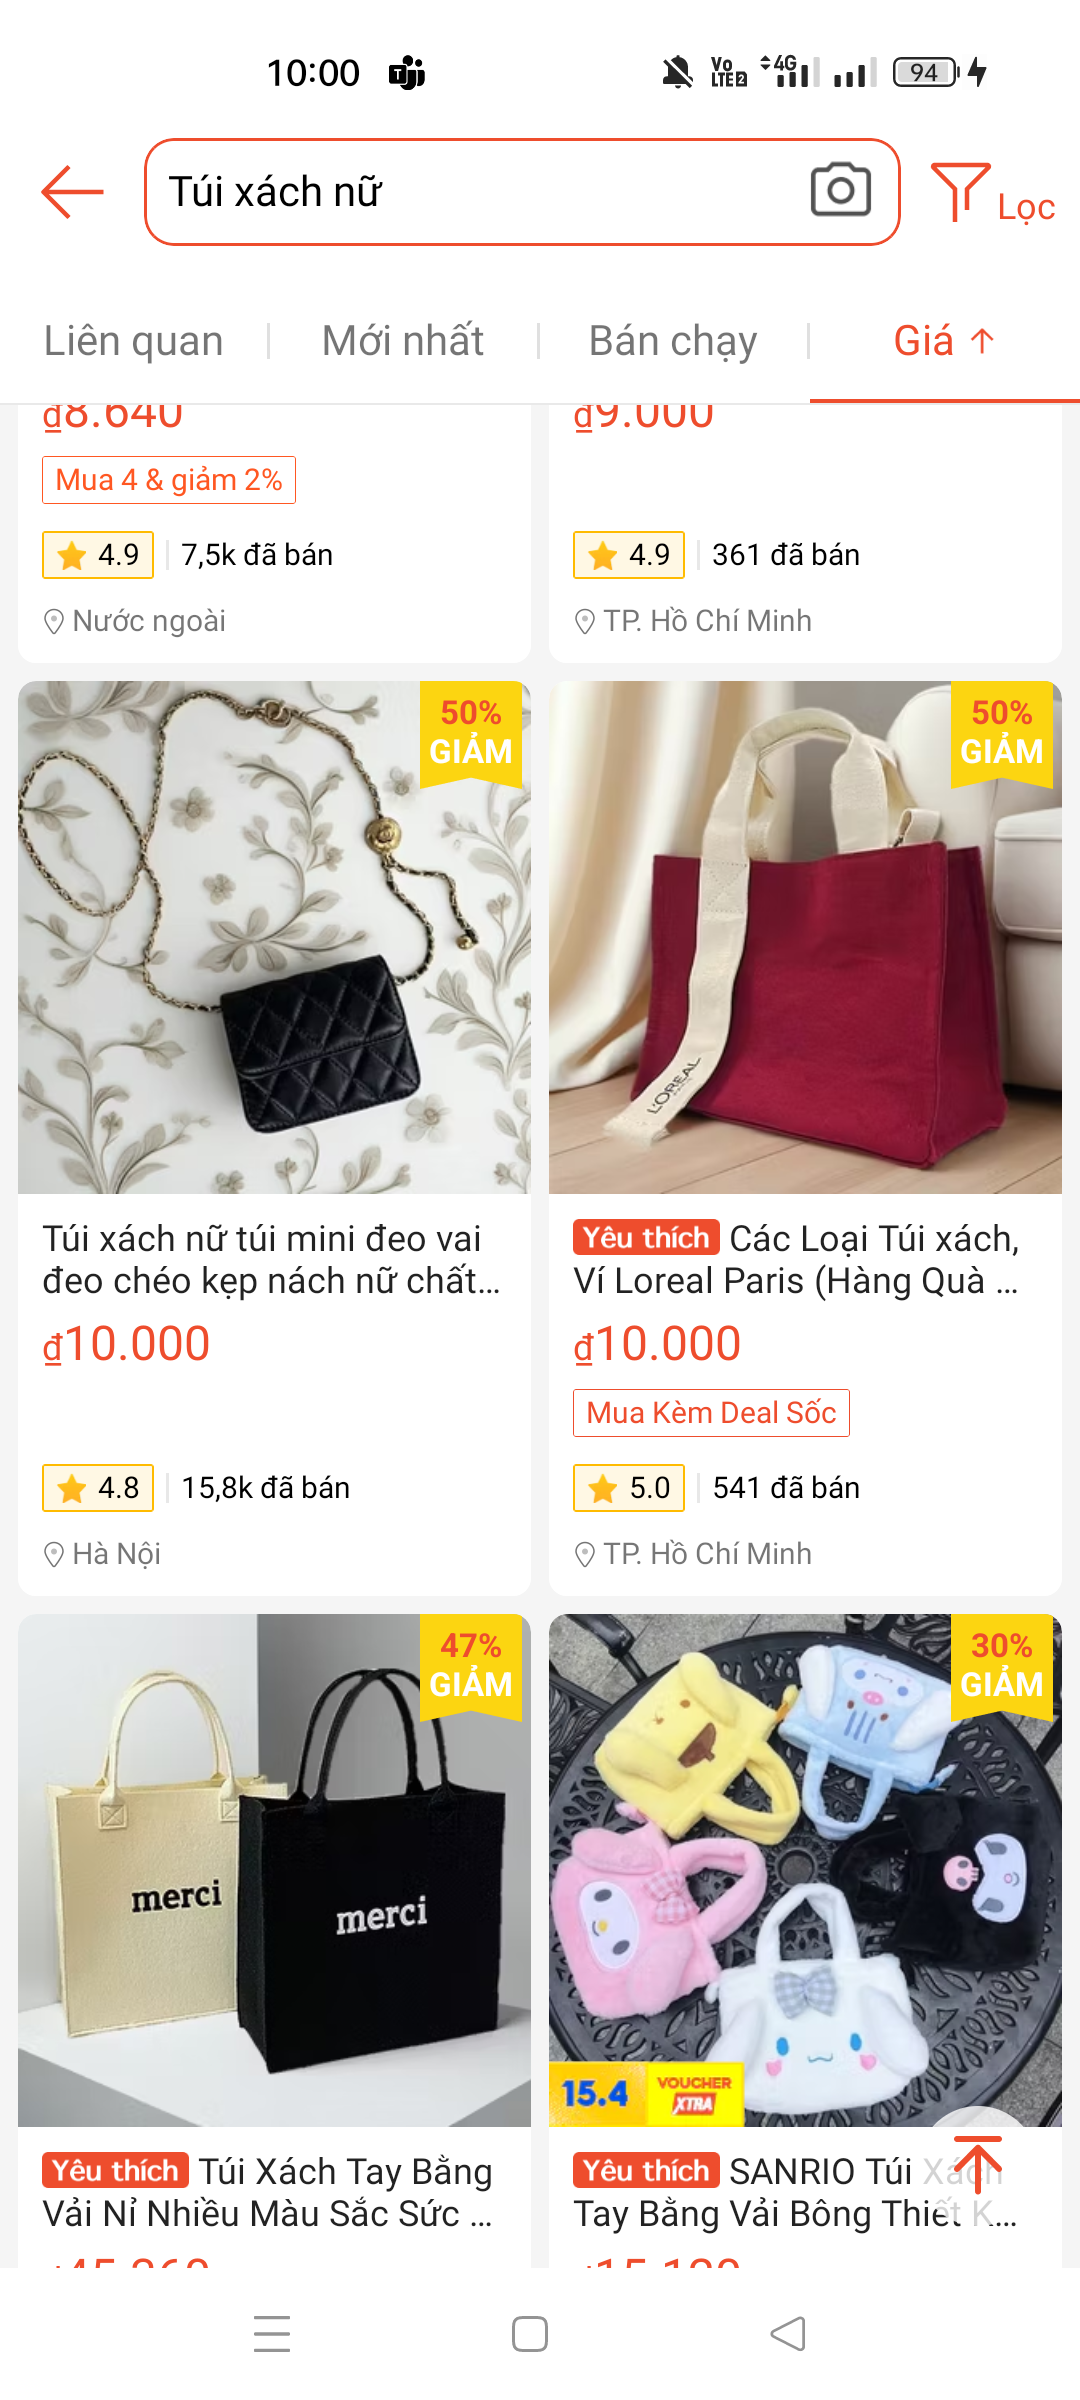 10:00
Vo LTE 2 4G 94
Túi xách nữ
Lọc
Liên quan Mới nhất Bán chạy Giá
₫8.640
₫9.000
Mua 4 & giảm 2%
4.9 7,5k đã bán
4.9 361 đã bán
Nước ngoài
TP. Hồ Chí Minh
50%
GIẢM
50%
GIẢM
L'OREAL
Túi xách nữ túi mini đeo vai
đeo chéo kẹp nách nữ chất...
₫10.000
4.8 15,8k đã bán
Hà Nội
Yêu thích Các Loại Túi xách,
Ví Loreal Paris (Hàng Quà ...
₫10.000
Mua Kèm Deal Sốc
5.0 541 đã bán
TP. Hồ Chí Minh
47%
GIẢM
merci
merci
30%
GIẢM
15.4 VOUCHER
XTRA
Yêu thích Túi Xách Tay Bằng
Vải Nỉ Nhiều Màu Sắc Sức ...
Yêu thích SANRIO Túi Xách
Tay Bằng Vải Bông Thiết K...